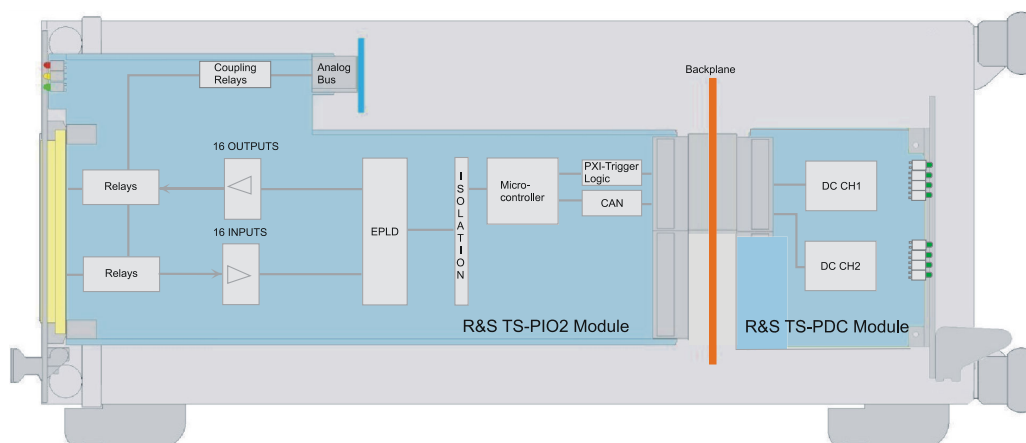 Coupling
Relays
Analog
Bus
Backplane
16 OUTPUTS
Relays
16 INPUTS
Relays
EPLD
ISOLATION
Micro-
controller
PXI-Trigger
Logic
CAN
DC CH1
DC CH2
R&S TS-PIO2 Module
R&S TS-PDC Module